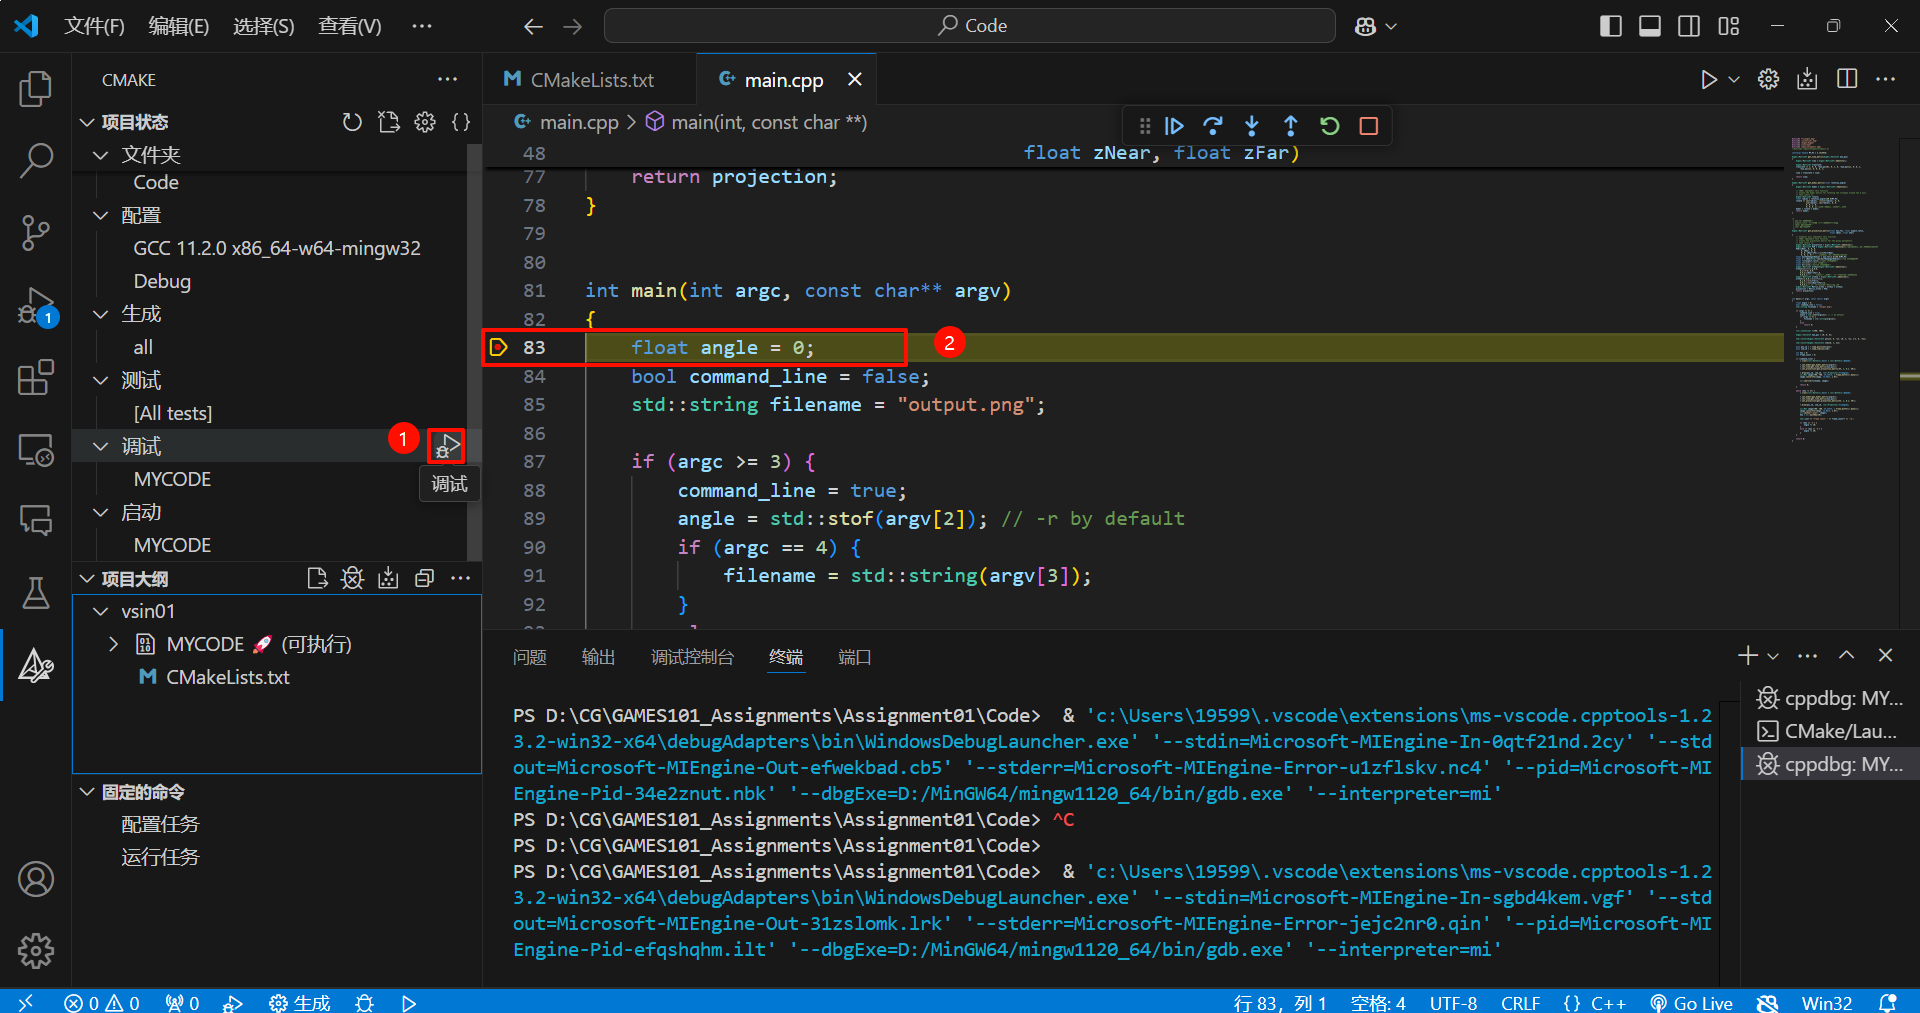 文件(F) 编辑(E) 选择(S) 查看(V) ··· Code
CMAKE
项目状态
文件夹
Code
配置
GCC 11.2.0 x86_64-w64-mingw32
Debug
生成
all
测试
[All tests]
调试
1
调试
MYCODE
启动
MYCODE
项目大纲
vsin01
MYCODE 🚀 (可执行)
CMakeLists.txt
固定的命令
配置任务
运行任务
1
CMakeLists.txt main.cpp
main.cpp > main(int, const char **)
48 float zNear, float zFar)
77 return projection;
78 }
79
80
81 int main(int argc, const char** argv)
82 {
83 float angle = 0;
2
84 bool command_line = false;
85 std::string filename = "output.png";
86
87 if (argc >= 3) {
88 command_line = true;
89 angle = std::stof(argv[2]); // -r by default
90 if (argc == 4) {
91 filename = std::string(argv[3]);
92 }
问题 输出 调试控制台 终端 端口
PS D:\CG\GAMES101_Assignments\Assignment01\Code>  & 'c:\Users\19599\.vscode\extensions\ms-vscode.cpptools-1.2
3.2-win32-x64\debugAdapters\bin\WindowsDebugLauncher.exe' '--stdin=Microsoft-MIEngine-In-0qtf21nd.2cy' '--std
out=Microsoft-MIEngine-Out-efwekbad.cb5' '--stderr=Microsoft-MIEngine-Error-u1zflskv.nc4' '--pid=Microsoft-MI
Engine-Pid-34e2znut.nbk' '--dbgExe=D:/MinGW64/mingw1120_64/bin/gdb.exe' '--interpreter=mi'
PS D:\CG\GAMES101_Assignments\Assignment01\Code> ^C
PS D:\CG\GAMES101_Assignments\Assignment01\Code>
PS D:\CG\GAMES101_Assignments\Assignment01\Code>  & 'c:\Users\19599\.vscode\extensions\ms-vscode.cpptools-1.2
3.2-win32-x64\debugAdapters\bin\WindowsDebugLauncher.exe' '--stdin=Microsoft-MIEngine-In-sgbd4kem.vgf' '--std
out=Microsoft-MIEngine-Out-31zslomk.lrk' '--stderr=Microsoft-MIEngine-Error-jejc2nr0.qin' '--pid=Microsoft-MI
Engine-Pid-efqshqhm.ilt' '--dbgExe=D:/MinGW64/mingw1120_64/bin/gdb.exe' '--interpreter=mi'
cppdbg: MY...
CMake/Lau...
cppdbg: MY...
0 0 0 生成 行 83，列 1 空格: 4 UTF-8 CRLF {} C++ Go Live Win32